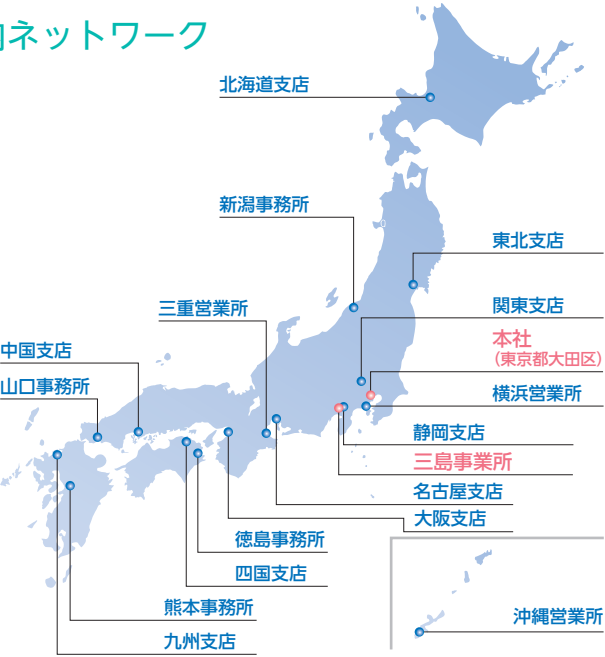 ネットワーク
北海道支店
新潟事務所
東北支店
三重営業所
関東支店
本社
(東京都大田区)
中国支店
山口事務所
横浜営業所
静岡支店
三島事業所
名古屋支店
大阪支店
徳島事務所
四国支店
熊本事務所
沖縄営業所
九州支店